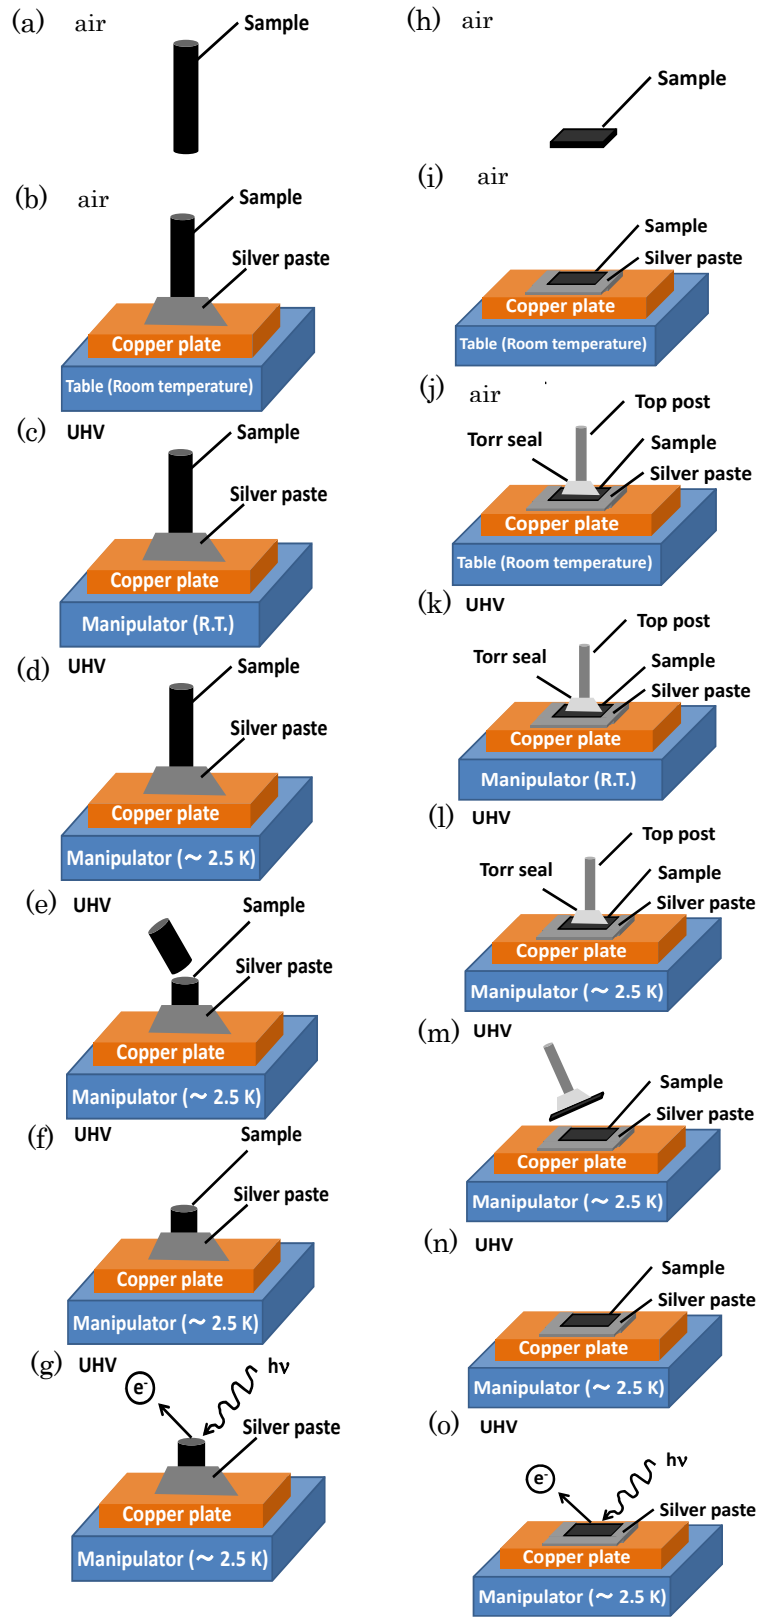 (a) air
Sample
(b) air
Sample
Silver paste
Copper plate
Table (Room temperature)
(c) UHV
Sample
Silver paste
Copper plate
Manipulator (R.T.)
(d) UHV
Sample
Silver paste
Copper plate
Manipulator (~ 2.5 K)
(e) UHV
Sample
Silver paste
Copper plate
Manipulator (~ 2.5 K)
(f) UHV
Sample
Silver paste
Copper plate
Manipulator (~ 2.5 K)
(g) UHV
hν
e⁻
Silver paste
Copper plate
Manipulator (~ 2.5 K)
(h) air
Sample
(i) air
Sample
Silver paste
Copper plate
Table (Room temperature)
(j) air
Top post
Torr seal
Sample
Silver paste
Copper plate
Table (Room temperature)
(k) UHV
Top post
Torr seal
Sample
Silver paste
Copper plate
Manipulator (R.T.)
(l) UHV
Top post
Torr seal
Sample
Silver paste
Copper plate
Manipulator (~ 2.5 K)
(m) UHV
Sample
Silver paste
Copper plate
Manipulator (~ 2.5 K)
(n) UHV
Sample
Silver paste
Copper plate
Manipulator (~ 2.5 K)
(o) UHV
hν
e⁻
Silver paste
Copper plate
Manipulator (~ 2.5 K)